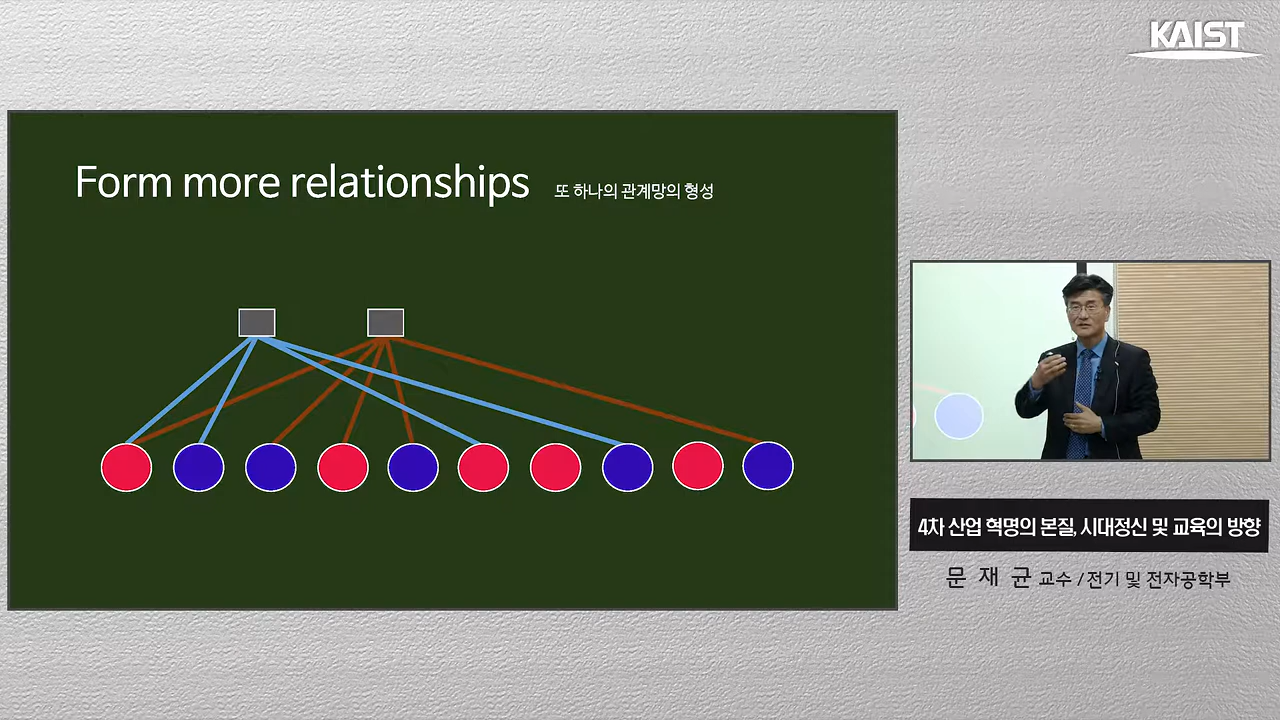 KAIST
Form more relationships 또 하나의 관계망의 형성
4차 산업 혁명의 본질, 시대정신 및 교육의 방향
문 재 균 교수 / 전기 및 전자공학부